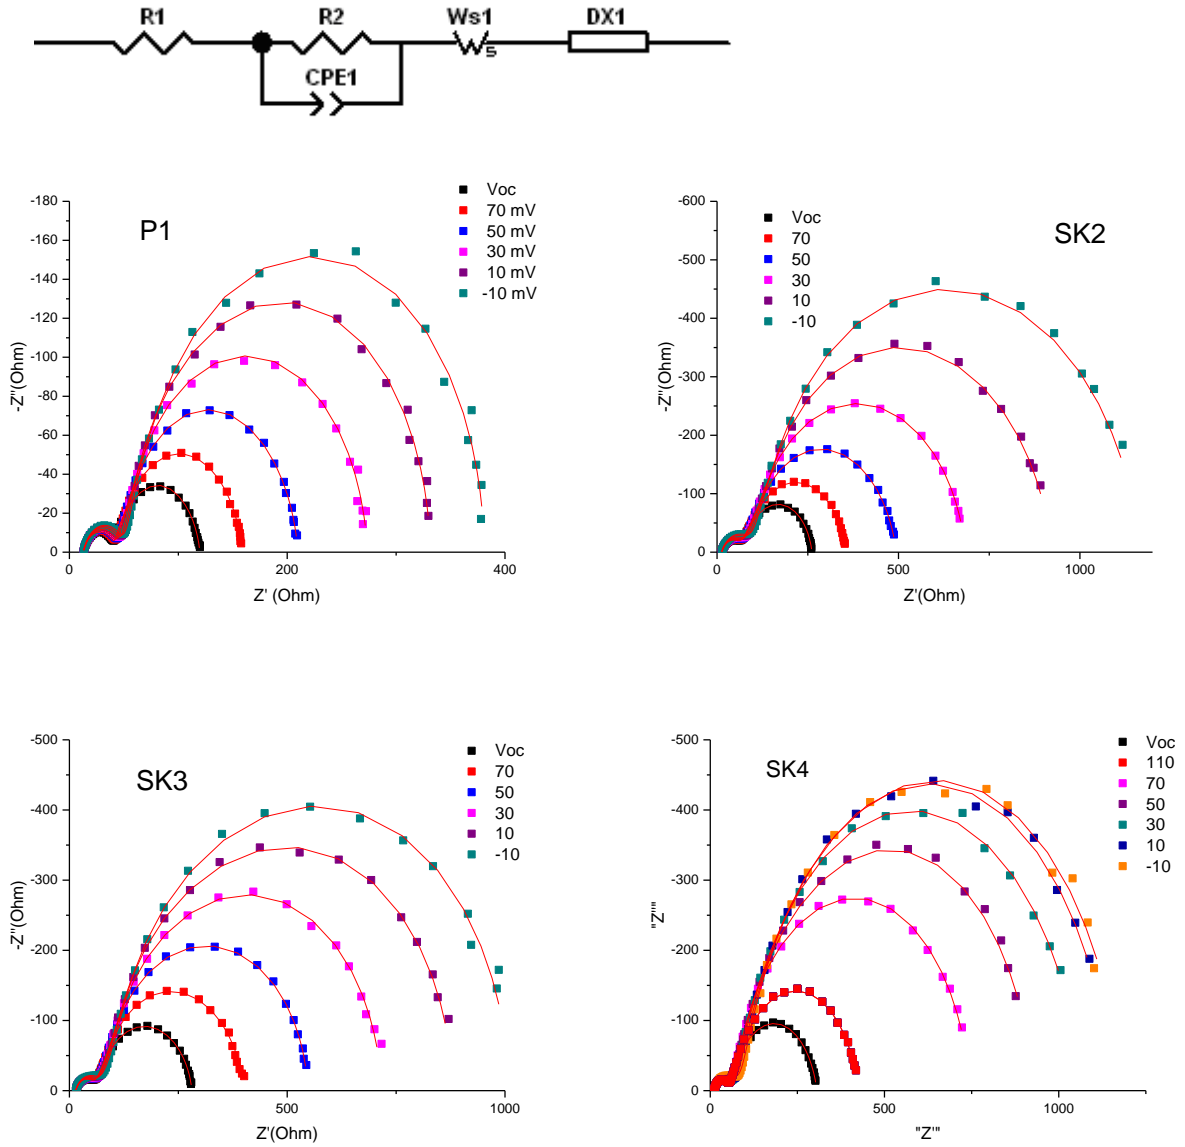 R1
R2
Ws1
DX1
CPE1
s
P1
Voc
70 mV
50 mV
30 mV
10 mV
-10 mV
-180
-160
-140
-120
-100
-80
-60
-40
-20
0
-Z''(Ohm)
0
200
400
Z' (Ohm)
SK2
Voc
70
50
30
10
-10
-600
-500
-400
-300
-200
-100
0
-Z''(Ohm)
0
500
1000
Z'(Ohm)
SK3
Voc
70
50
30
10
-10
-500
-400
-300
-200
-100
0
-Z''(Ohm)
0
500
1000
Z'(Ohm)
SK4
Voc
110
70
50
30
10
-10
-500
-400
-300
-200
-100
0
"Z''"
0
500
1000
"Z'"